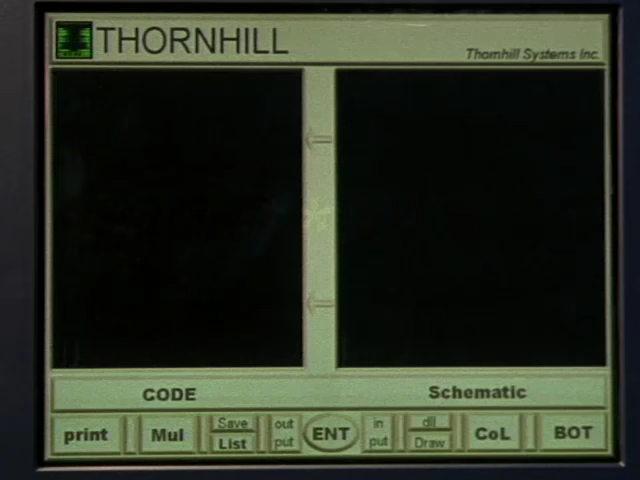 THORNHILL
Thornhill Systems Inc.
CODE
Schematic
print
Mul
Save
List
out
put
ENT
in
put
dll
Draw
CoL
BOT